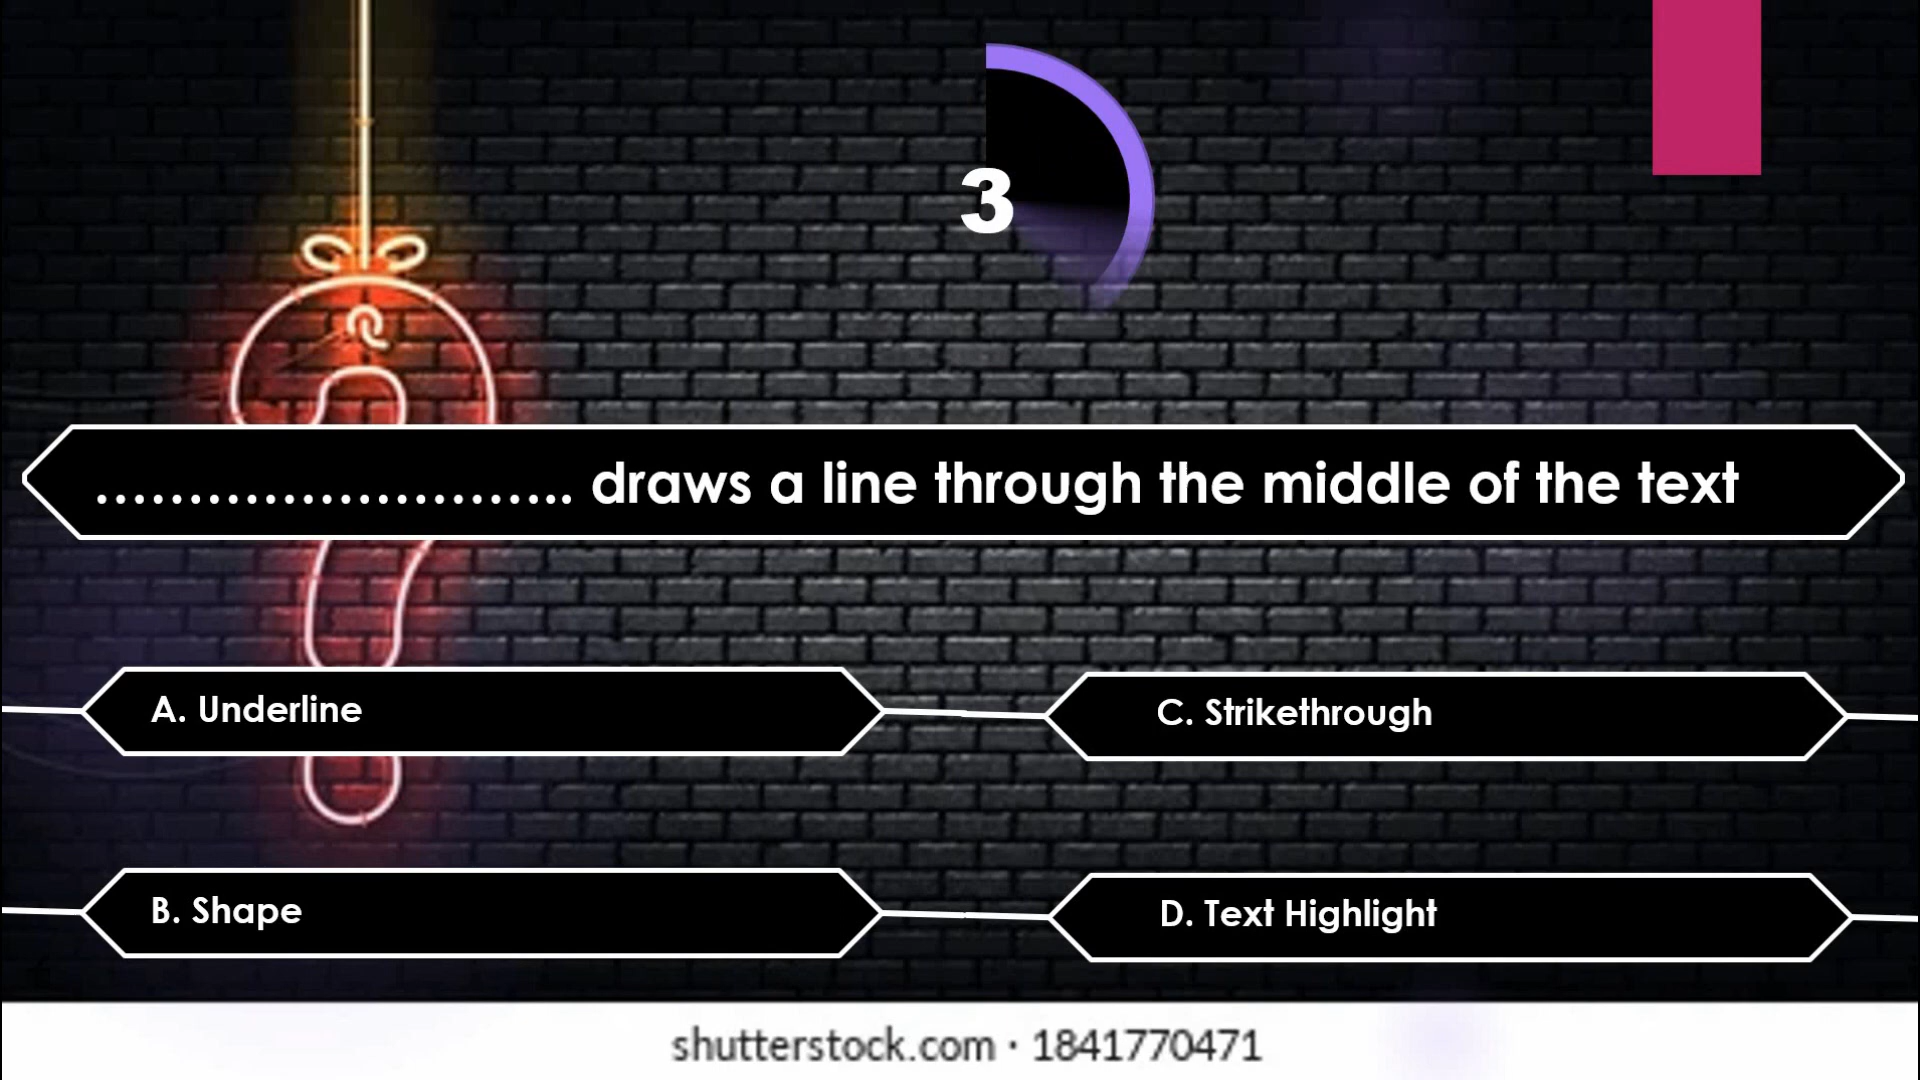 3
……………………….. draws a line through the middle of the text
A. Underline
C. Strikethrough
B. Shape
D. Text Highlight
shutterstock.com · 1841770471